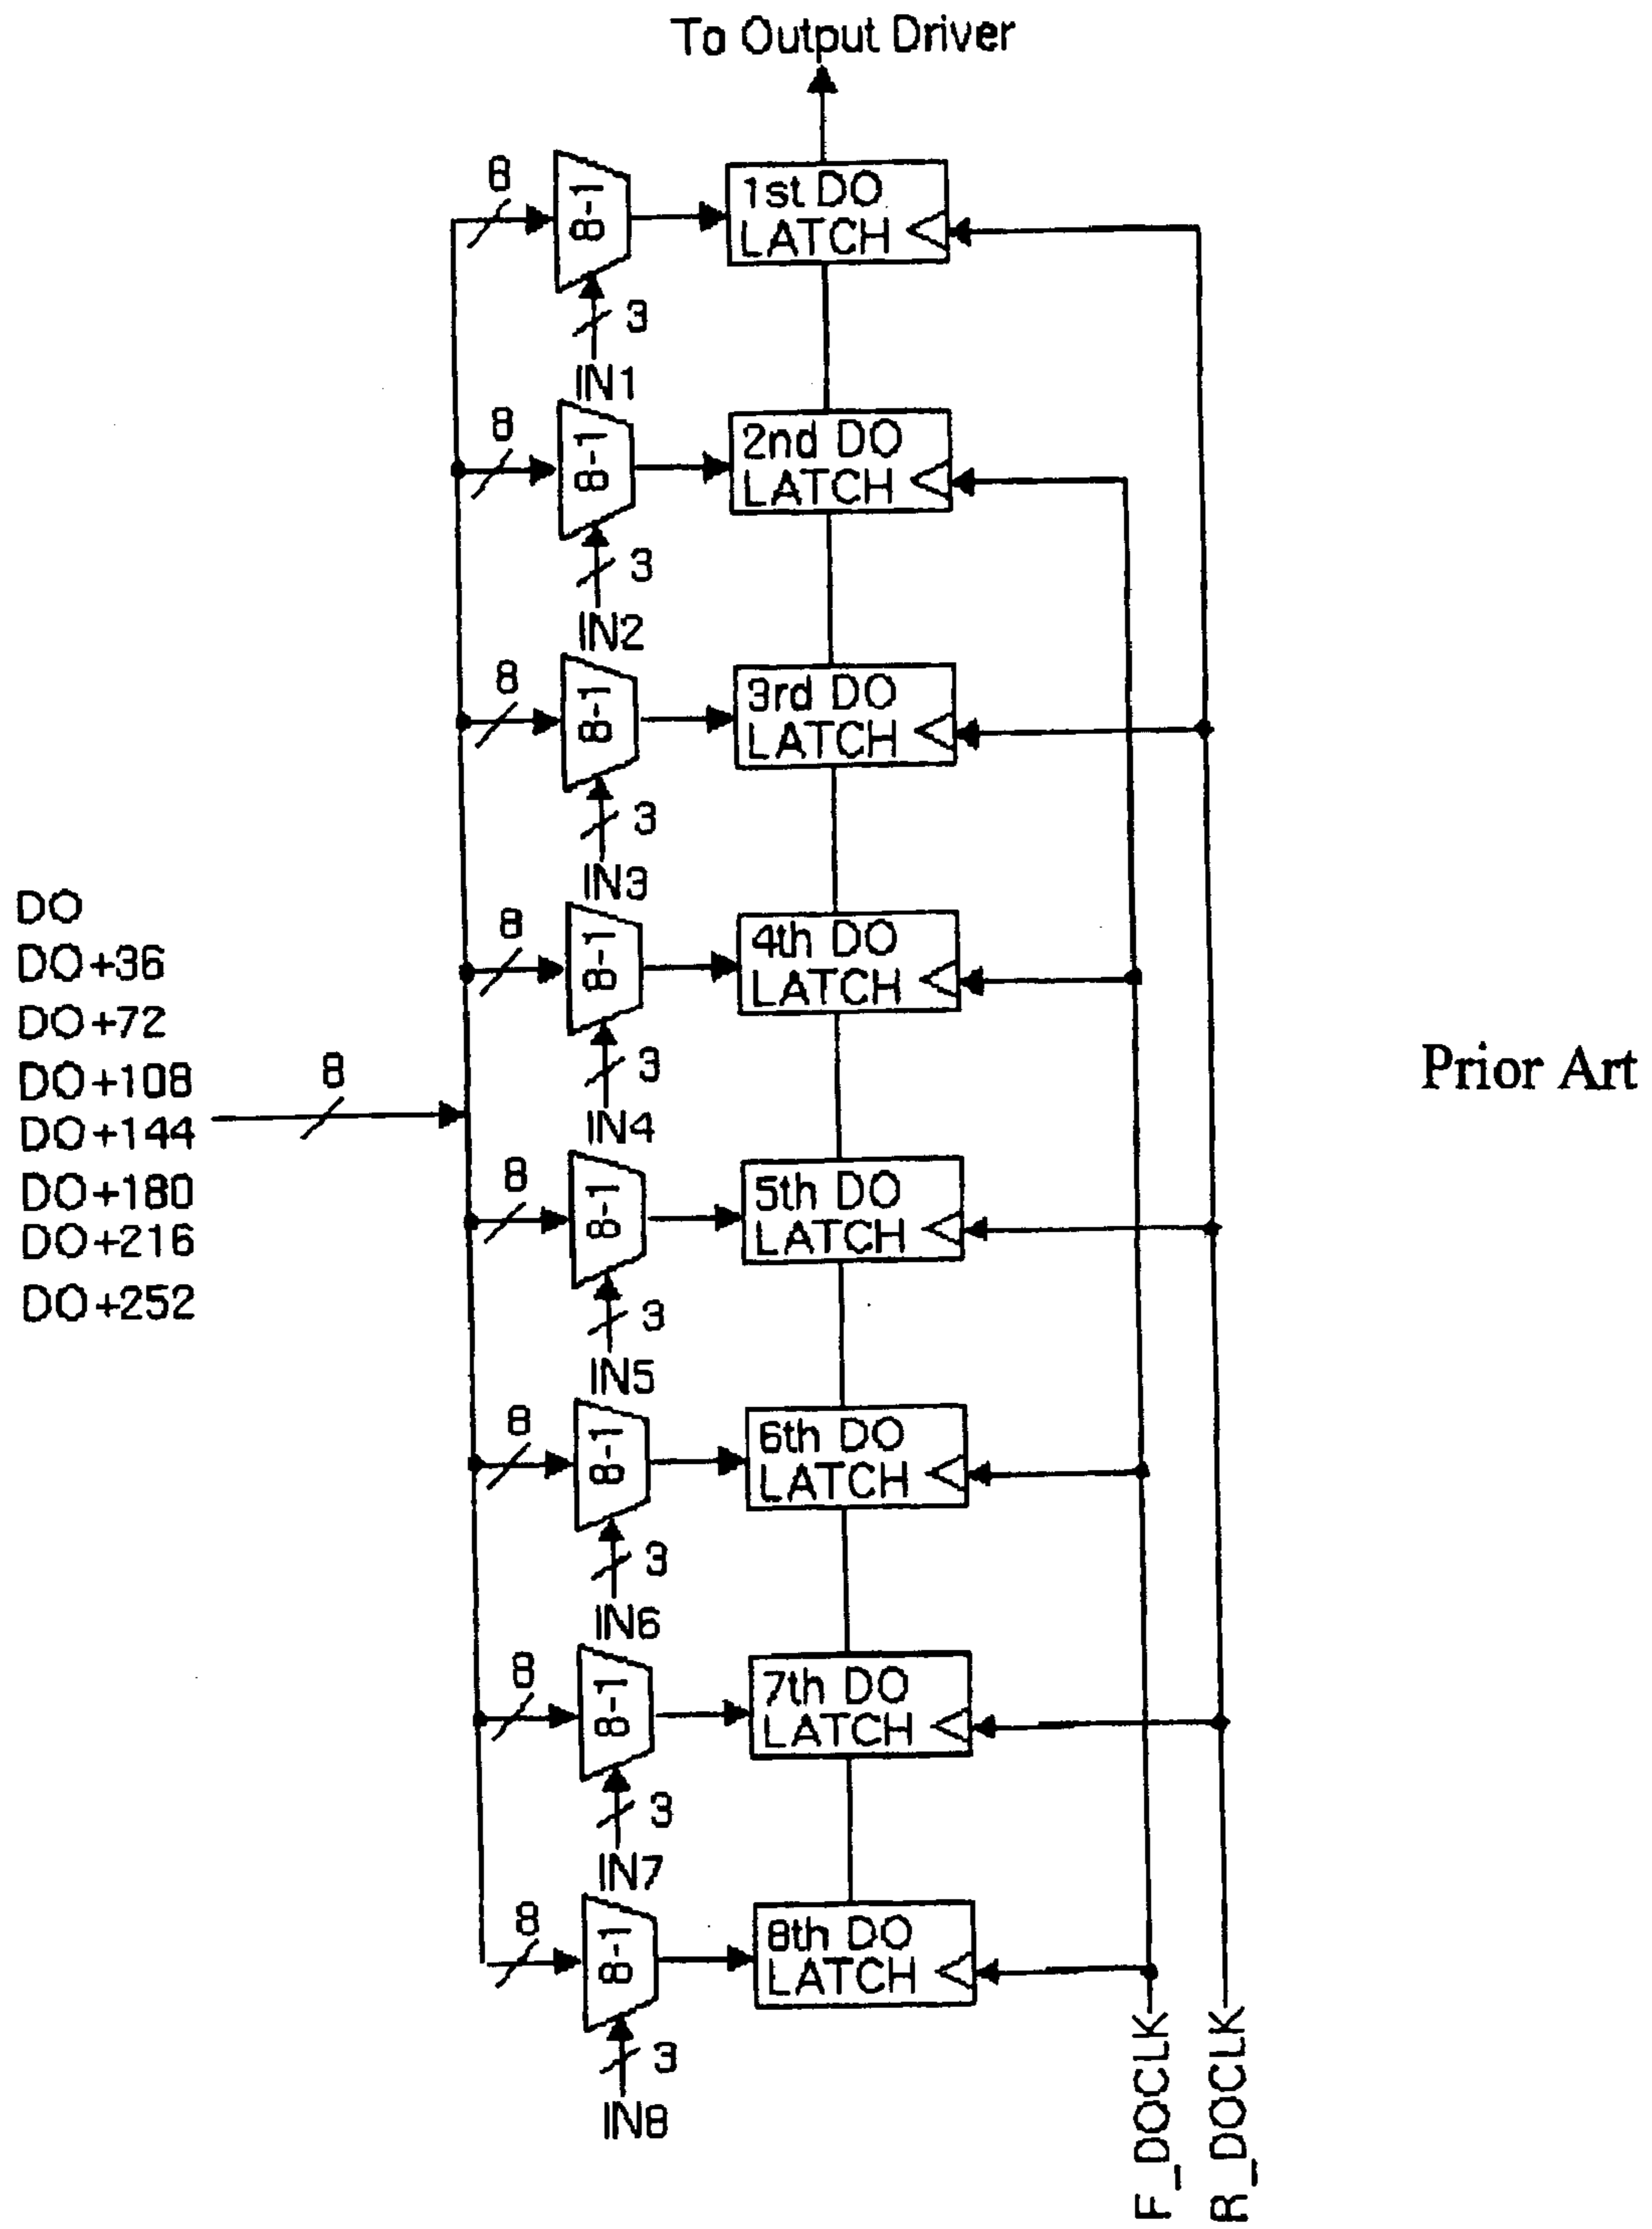 To Output Driver
8
8-1
1st DO
LATCH
3
IN1
8
8-1
2nd DO
LATCH
3
IN2
8
8-1
3rd DO
LATCH
3
IN3
DO
DO+36
DO+72
DO+108
DO+144
DO+180
DO+216
DO+252
8
8
8-1
4th DO
LATCH
3
IN4
Prior Art
8
8-1
5th DO
LATCH
3
IN5
8
8-1
6th DO
LATCH
3
IN6
8
8-1
7th DO
LATCH
3
IN7
8
8-1
8th DO
LATCH
3
IN8
F_DOCLK
R_DOCLK